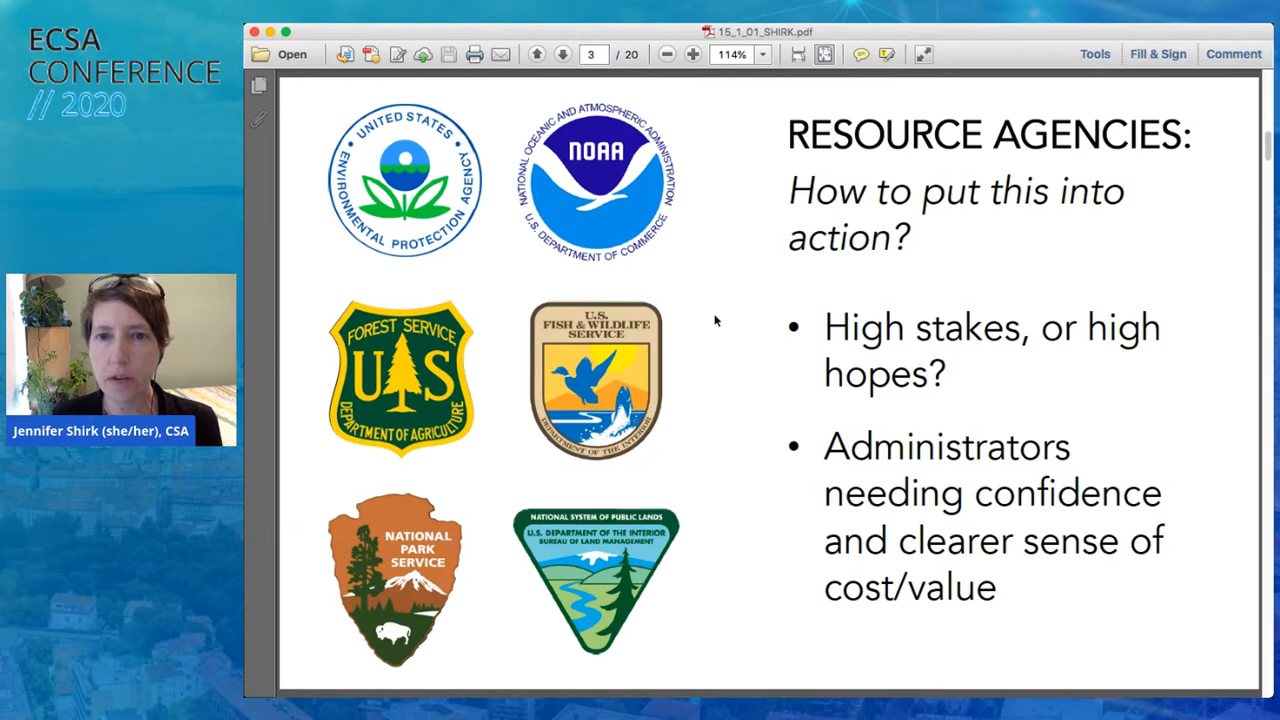 ECSA
CONFERENCE
// 2020
15_1_01_SHIRK.pdf
Open
3 / 20
114%
Tools
Fill & Sign
Comment
UNITED STATES
ENVIRONMENTAL PROTECTION AGENCY
NATIONAL OCEANIC AND ATMOSPHERIC ADMINISTRATION
NOAA
U.S. DEPARTMENT OF COMMERCE
RESOURCE AGENCIES:
How to put this into
action?
FOREST SERVICE
U S
DEPARTMENT OF AGRICULTURE
U.S.
FISH & WILDLIFE
SERVICE
DEPARTMENT OF THE INTERIOR
• High stakes, or high
hopes?
• Administrators
needing confidence
and clearer sense of
cost/value
Jennifer Shirk (she/her), CSA
NATIONAL
PARK
SERVICE
NATIONAL SYSTEM OF PUBLIC LANDS
U.S. DEPARTMENT OF THE INTERIOR
BUREAU OF LAND MANAGEMENT